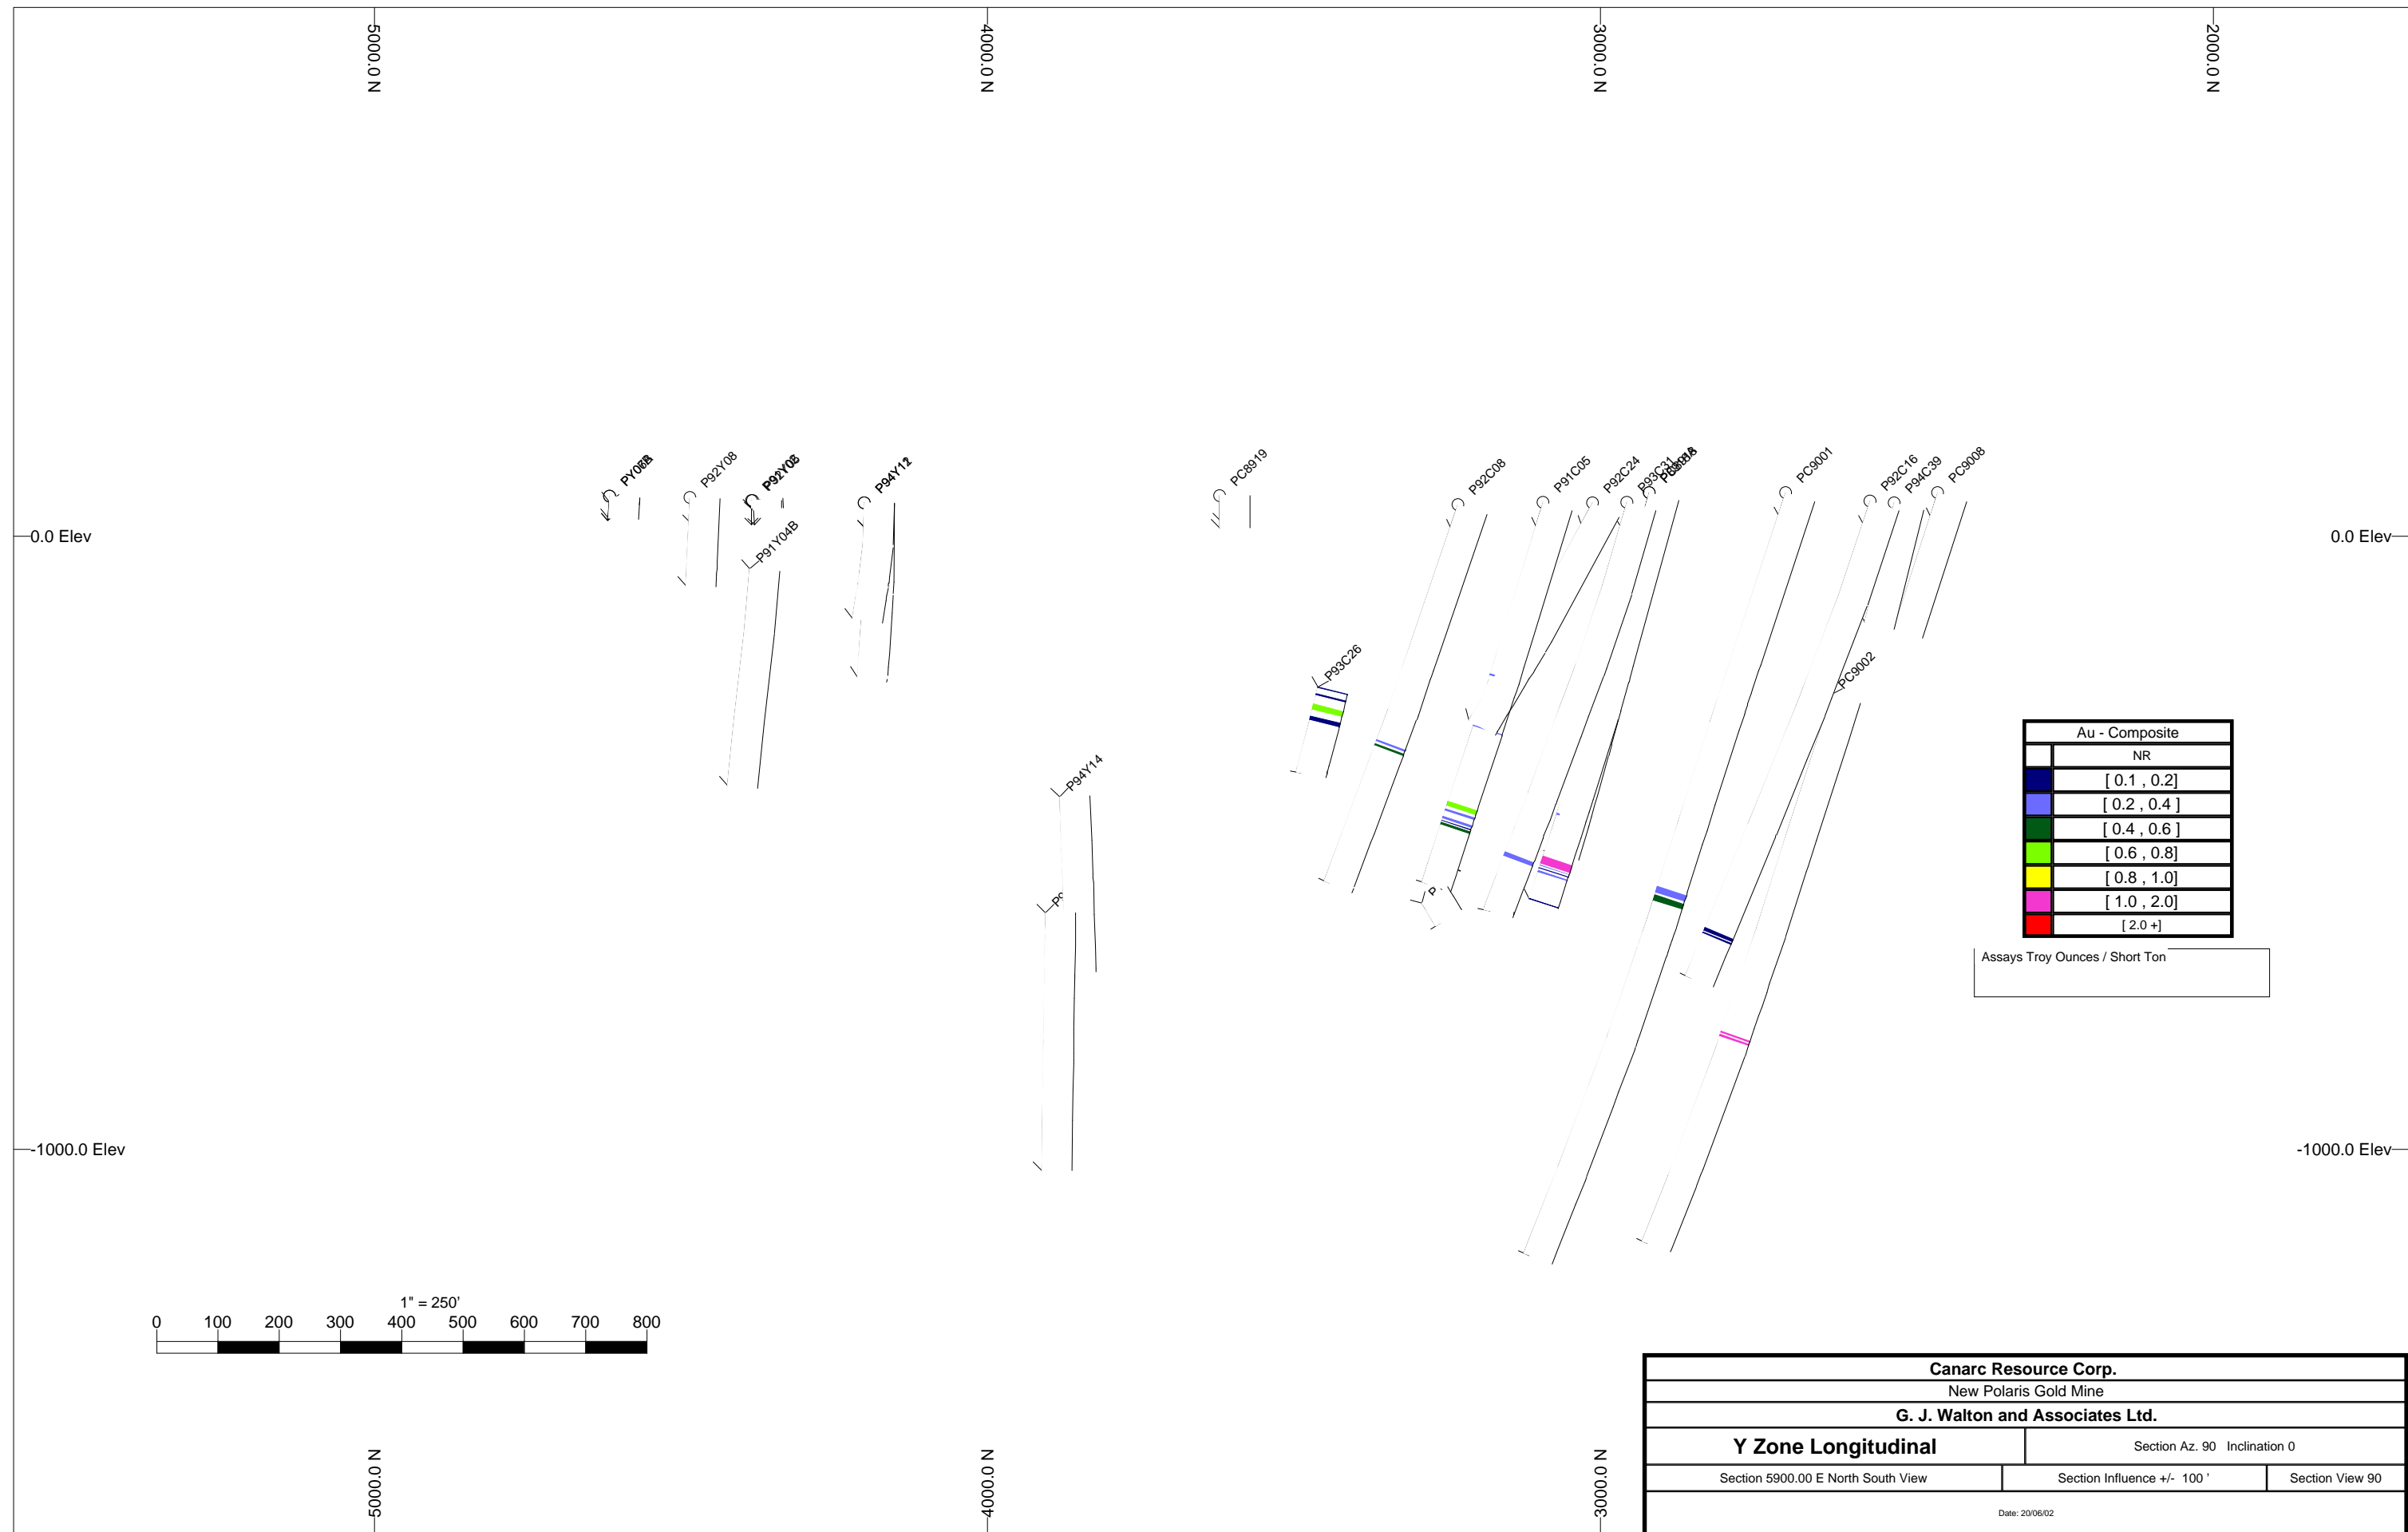 5000.0 N
4000.0 N
3000.0 N
2000.0 N
P92Y08
PC8919
P92C08
P91C05
P92C24
P93C31
PC9001
P92C16
P94C39
PC9008
P94Y12
0.0 Elev
0.0 Elev
P91Y04B
P93C26
PC9002
P94Y14
Au - Composite
NR
[ 0.1 , 0.2]
[ 0.2 , 0.4 ]
[ 0.4 , 0.6 ]
[ 0.6 , 0.8]
[ 0.8 , 1.0]
[ 1.0 , 2.0]
[ 2.0 +]
Assays Troy Ounces / Short Ton
-1000.0 Elev
-1000.0 Elev
1" = 250'
0 100 200 300 400 500 600 700 800
Canarc Resource Corp.
New Polaris Gold Mine
G. J. Walton and Associates Ltd.
Y Zone Longitudinal
Section Az. 90 Inclination 0
Section 5900.00 E North South View
Section Influence +/- 100 '
Section View 90
Date: 20/06/02
5000.0 N
4000.0 N
3000.0 N